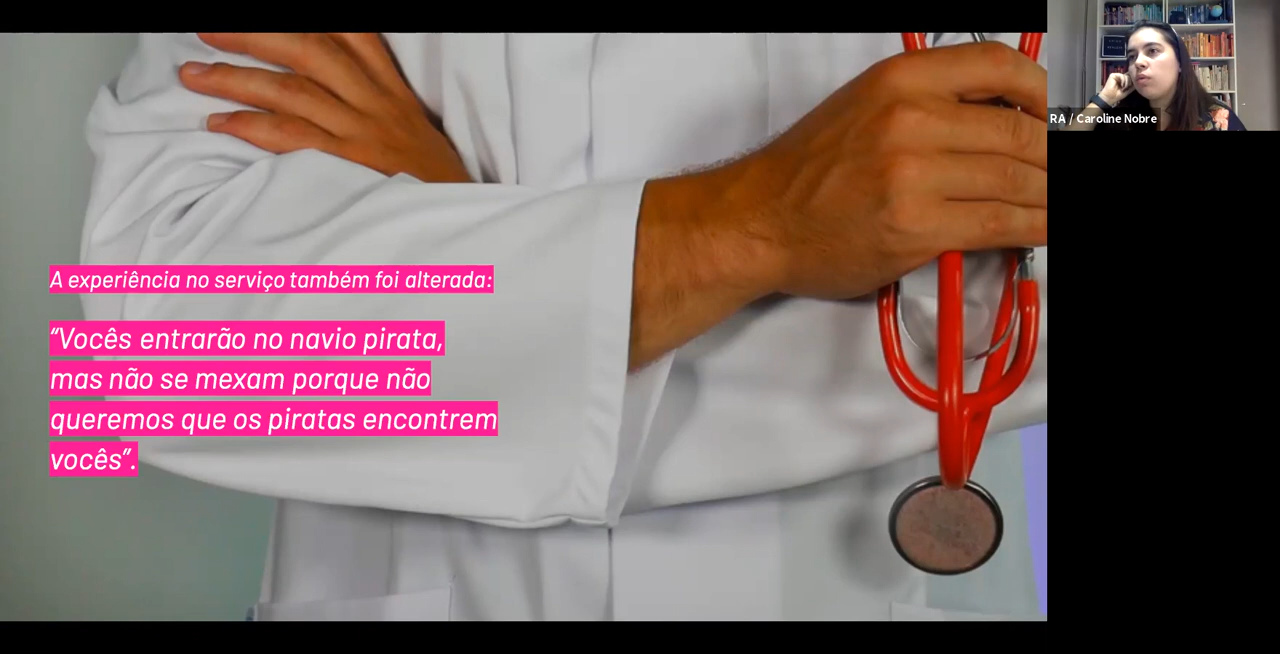 RA / Caroline Nobre
A experiência no serviço também foi alterada:
“Vocês entrarão no navio pirata,
mas não se mexam porque não
queremos que os piratas encontrem
vocês”.